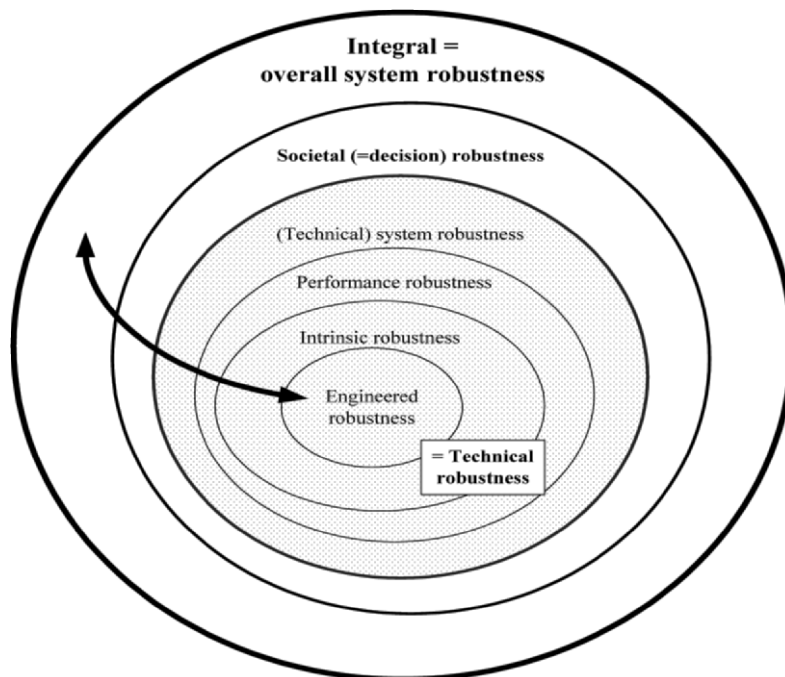 Integral =
overall system robustness
Societal (=decision) robustness
(Technical) system robustness
Performance robustness
Intrinsic robustness
Engineered
robustness
= Technical
robustness